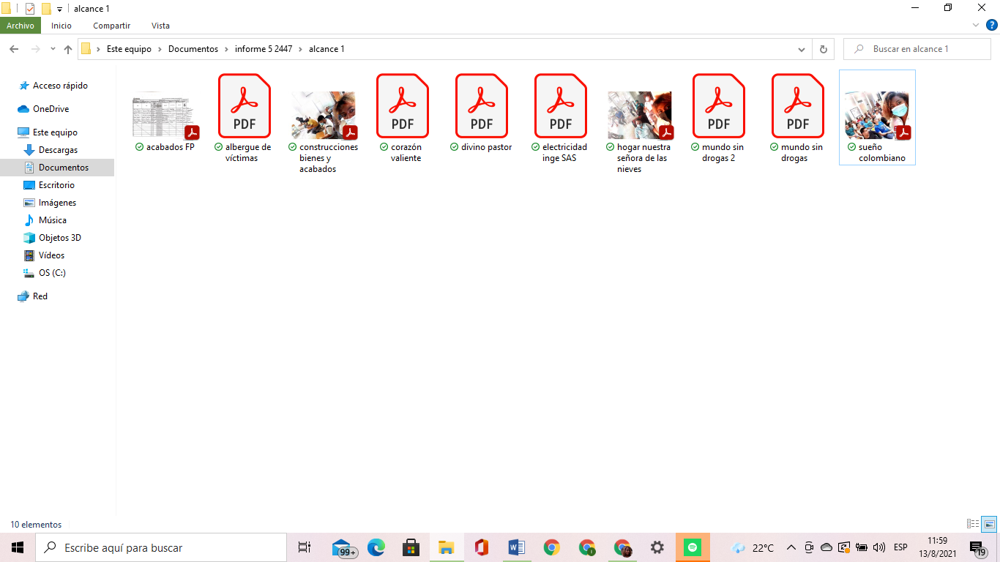 alcance 1
Archivo Inicio Compartir Vista
Este equipo Documentos informe 5 2447 alcance 1
Buscar en alcance 1
Acceso rápido
OneDrive
Este equipo
Descargas
Documentos
Escritorio
Imágenes
Música
Objetos 3D
Vídeos
OS (C:)
Red
acabados FP
PDF
albergue de
víctimas
construcciones
bienes y
acabados
PDF
corazón
valiente
PDF
divino pastor
PDF
electricidad
inge SAS
hogar nuestra
señora de las
nieves
PDF
mundo sin
drogas 2
PDF
mundo sin
drogas
sueño
colombiano
10 elementos
Escribe aquí para buscar
99+
22°C
ESP
11:59
13/8/2021
19